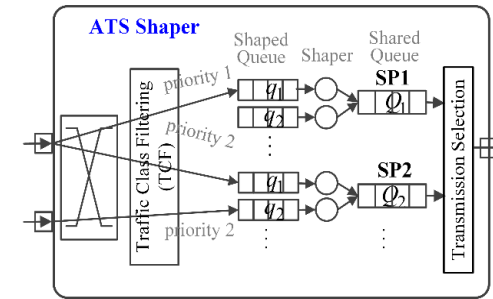 ATS Shaper
Shaped
Queue
Shaper
Shared
Queue
priority 1
SP1
q1
Q1
q2
priority 2
Traffic Class Filtering
(TCF)
SP2
q1
Q2
q2
priority 2
Transmission Selection